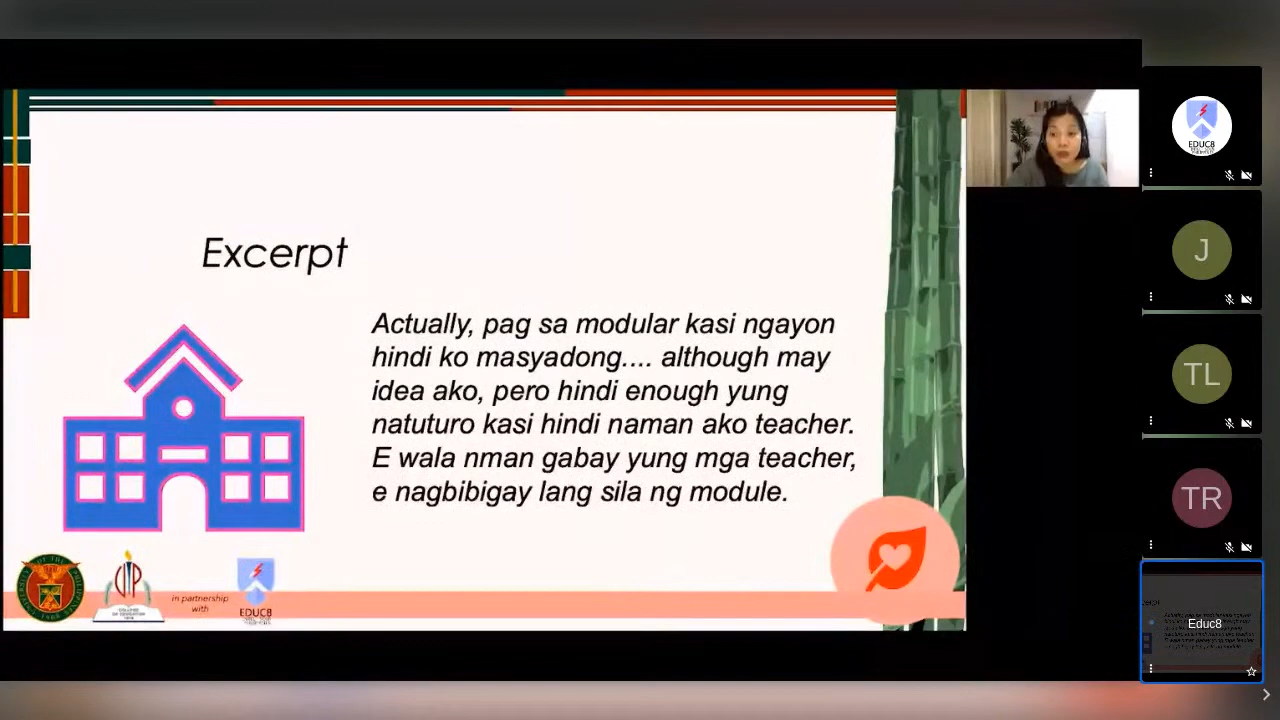 Excerpt
Actually, pag sa modular kasi ngayon
hindi ko masyadong.... although may
idea ako, pero hindi enough yung
natuturo kasi hindi naman ako teacher.
E wala nman gabay yung mga teacher,
e nagbibigay lang sila ng module.
in partnership
with
EDUC8
EDUC8
J
TL
TR
Educ8